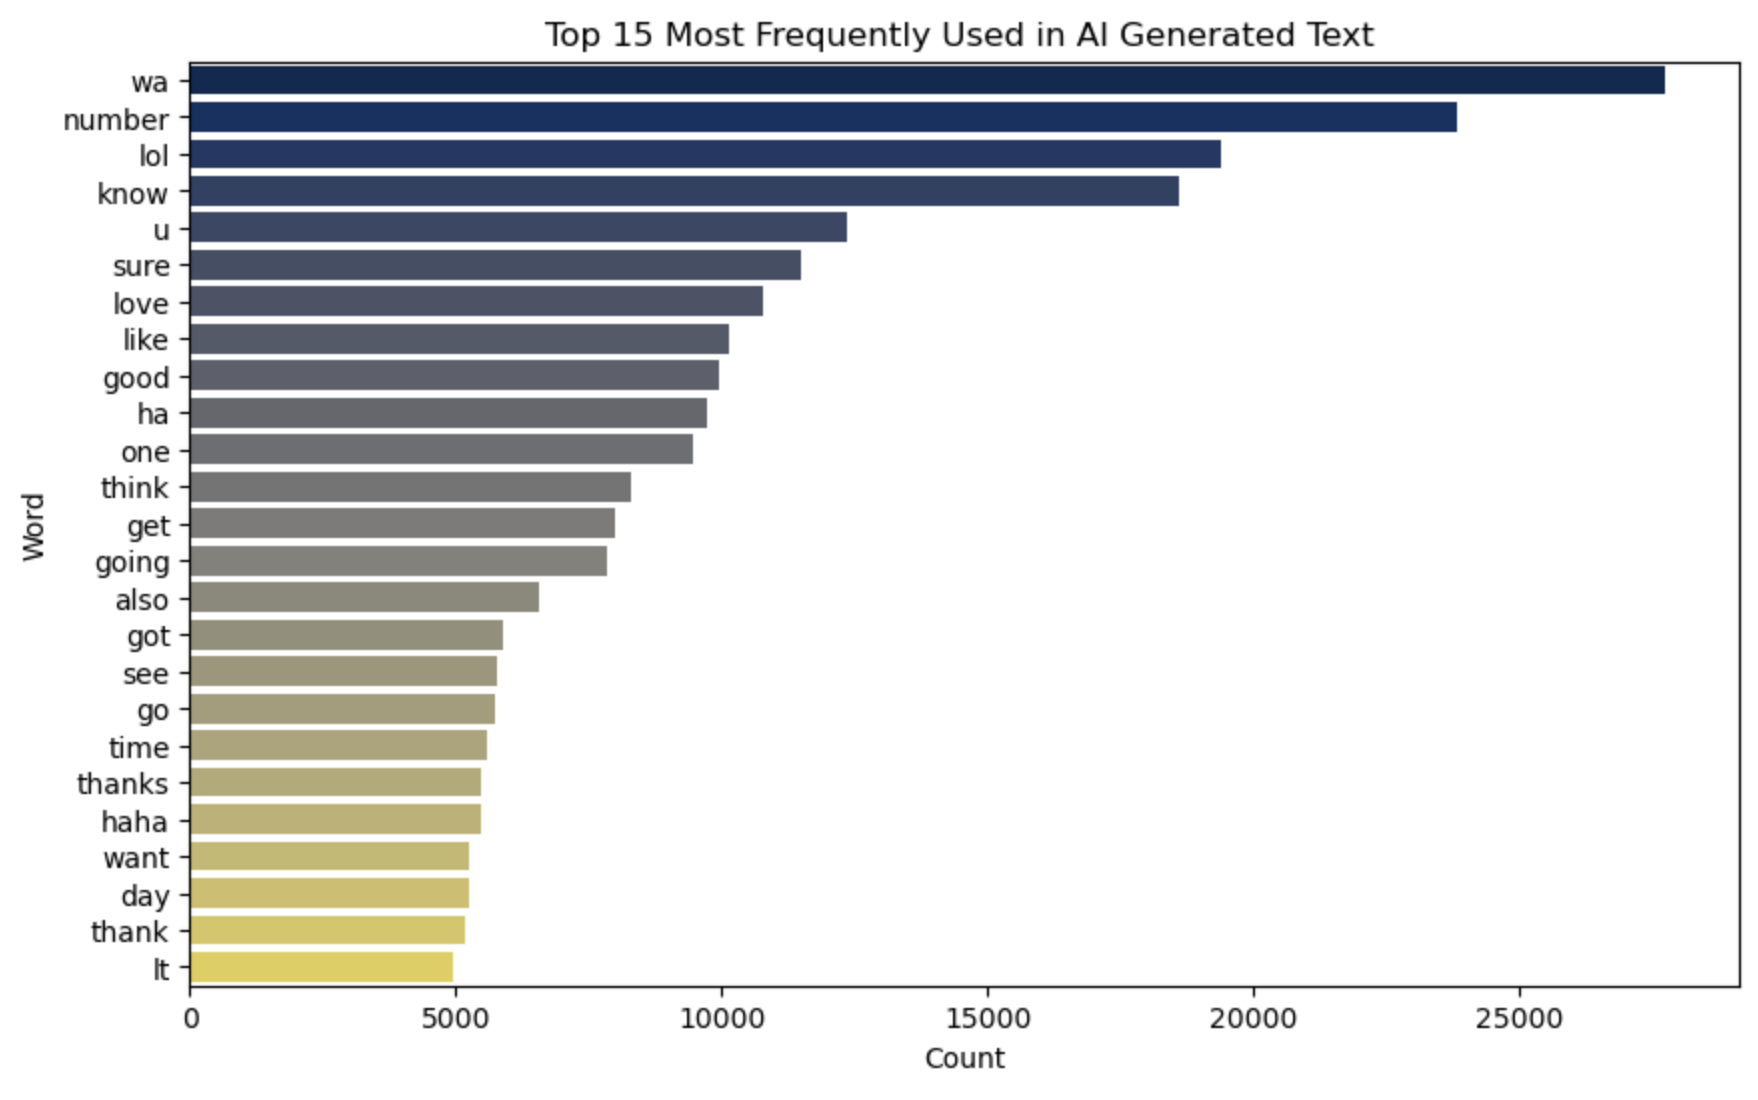 Top 15 Most Frequently Used in AI Generated Text
wa
number
lol
know
u
sure
love
like
good
ha
one
think
get
going
also
got
see
go
time
thanks
haha
want
day
thank
lt
Word
0 5000 10000 15000 20000 25000
Count